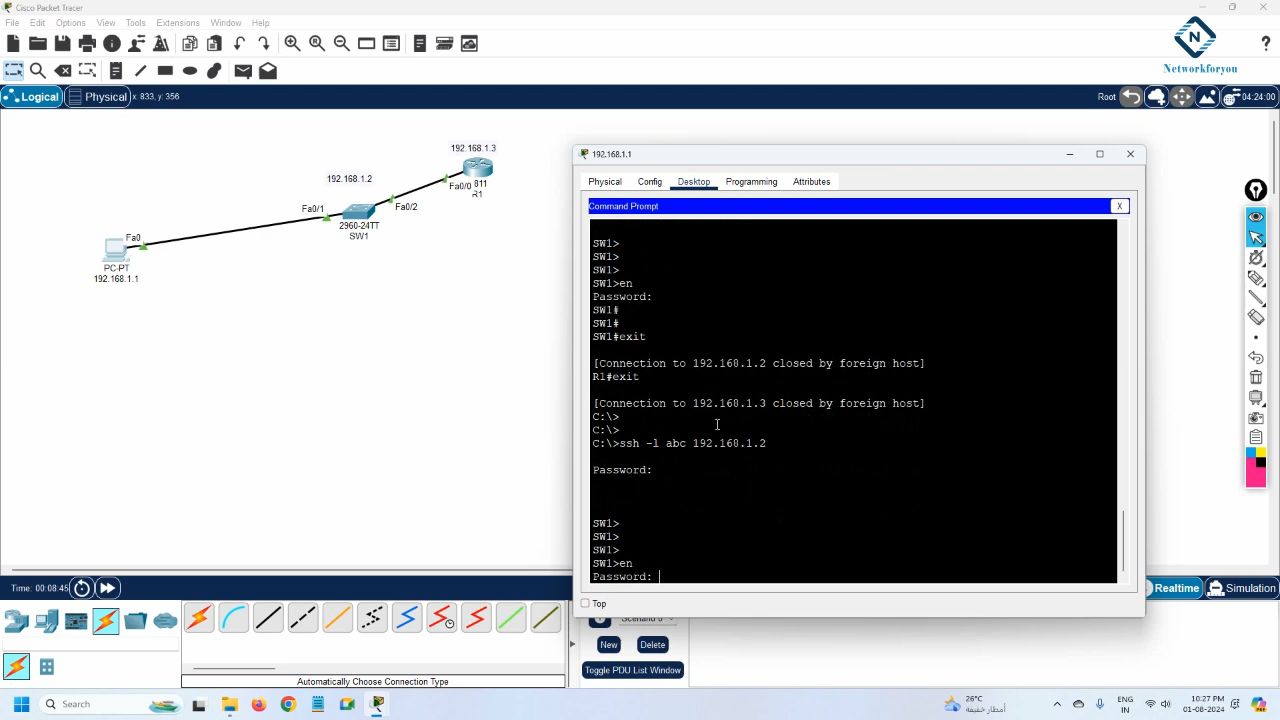 Cisco Packet Tracer
File Edit Options View Tools Extensions Window Help
N
Networkforyou
Logical Physical x: 833, y: 356
Root 04:24:00
192.168.1.3
811
R1
Fa0/0
192.168.1.2
Fa0/1
Fa0/2
2960-24TT
SW1
Fa0
PC-PT
192.168.1.1
192.168.1.1
Physical Config Desktop Programming Attributes
Command Prompt X
SW1>
SW1>
SW1>
SW1>en
Password:
SW1#
SW1#
SW1#exit
[Connection to 192.168.1.2 closed by foreign host]
R1#exit
[Connection to 192.168.1.3 closed by foreign host]
C:\>
C:\>
C:\>ssh -l abc 192.168.1.2
Password:
SW1>
SW1>
SW1>
SW1>en
Password:
Top
Time: 00:08:45
Realtime Simulation
Scenario 0
New Delete
Toggle PDU List Window
Automatically Choose Connection Type
Search
26°C
أمطار خفيفة
ENG
IN
10:27 PM
01-08-2024